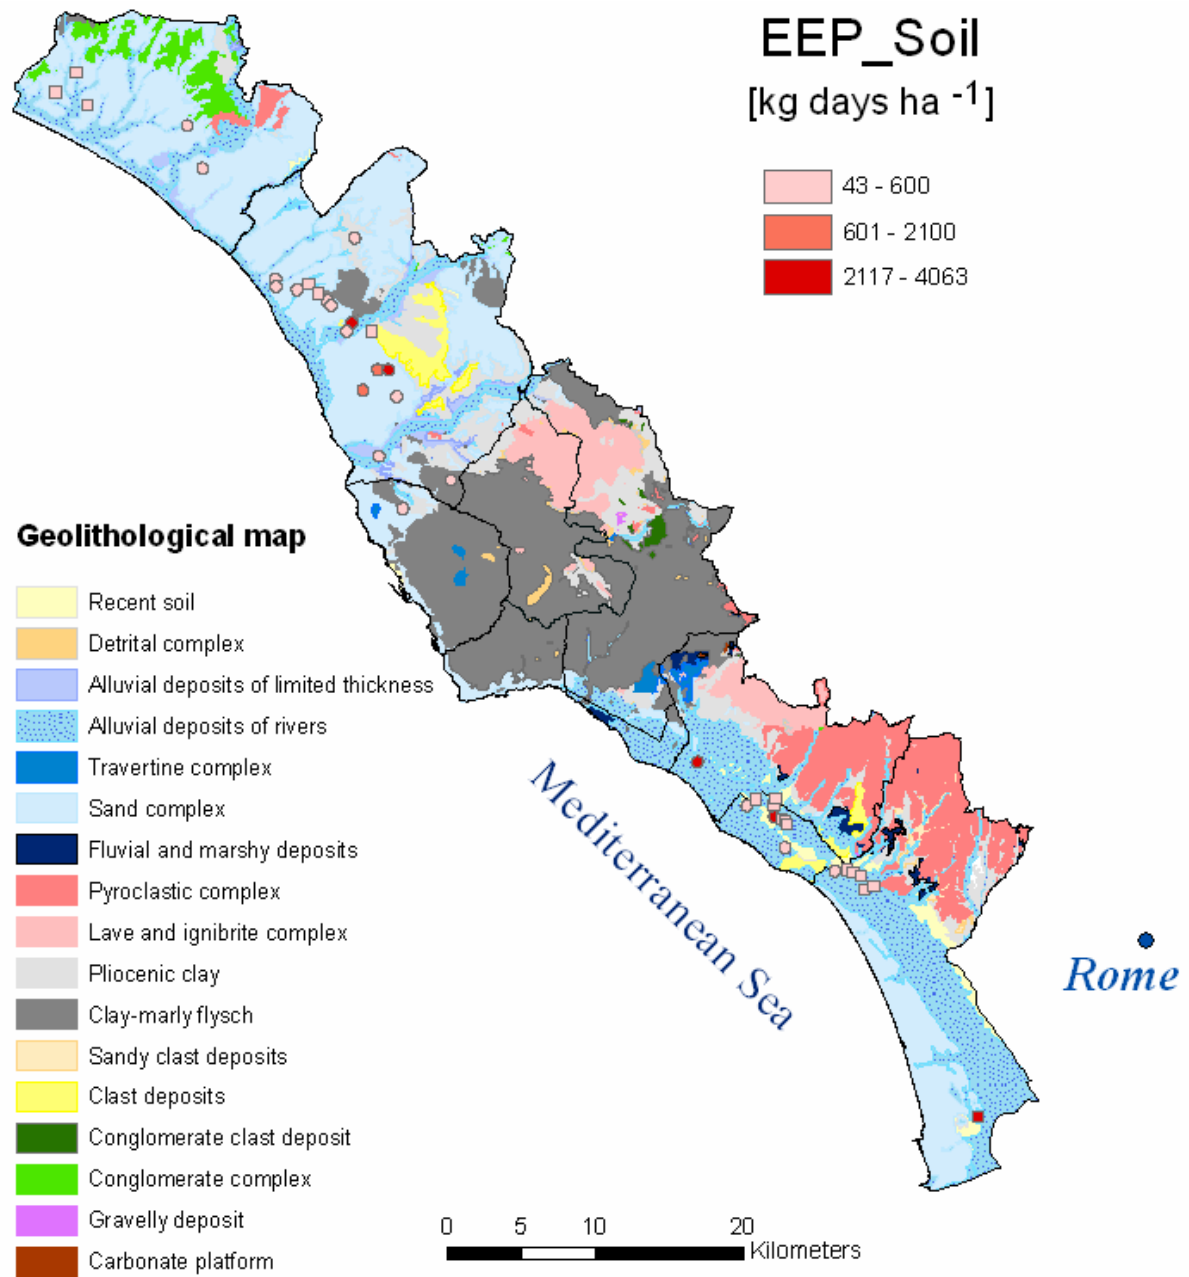 EEP_Soil
[kg days ha -1]
43 - 600
601 - 2100
2117 - 4063
Geolithological map
Recent soil
Detrital complex
Alluvial deposits of limited thickness
Alluvial deposits of rivers
Travertine complex
Sand complex
Fluvial and marshy deposits
Pyroclastic complex
Lave and ignibrite complex
Pliocenic clay
Clay-marly flysch
Sandy clast deposits
Clast deposits
Conglomerate clast deposit
Conglomerate complex
Gravelly deposit
Carbonate platform
Mediterranean Sea
Rome
0 5 10 20
Kilometers